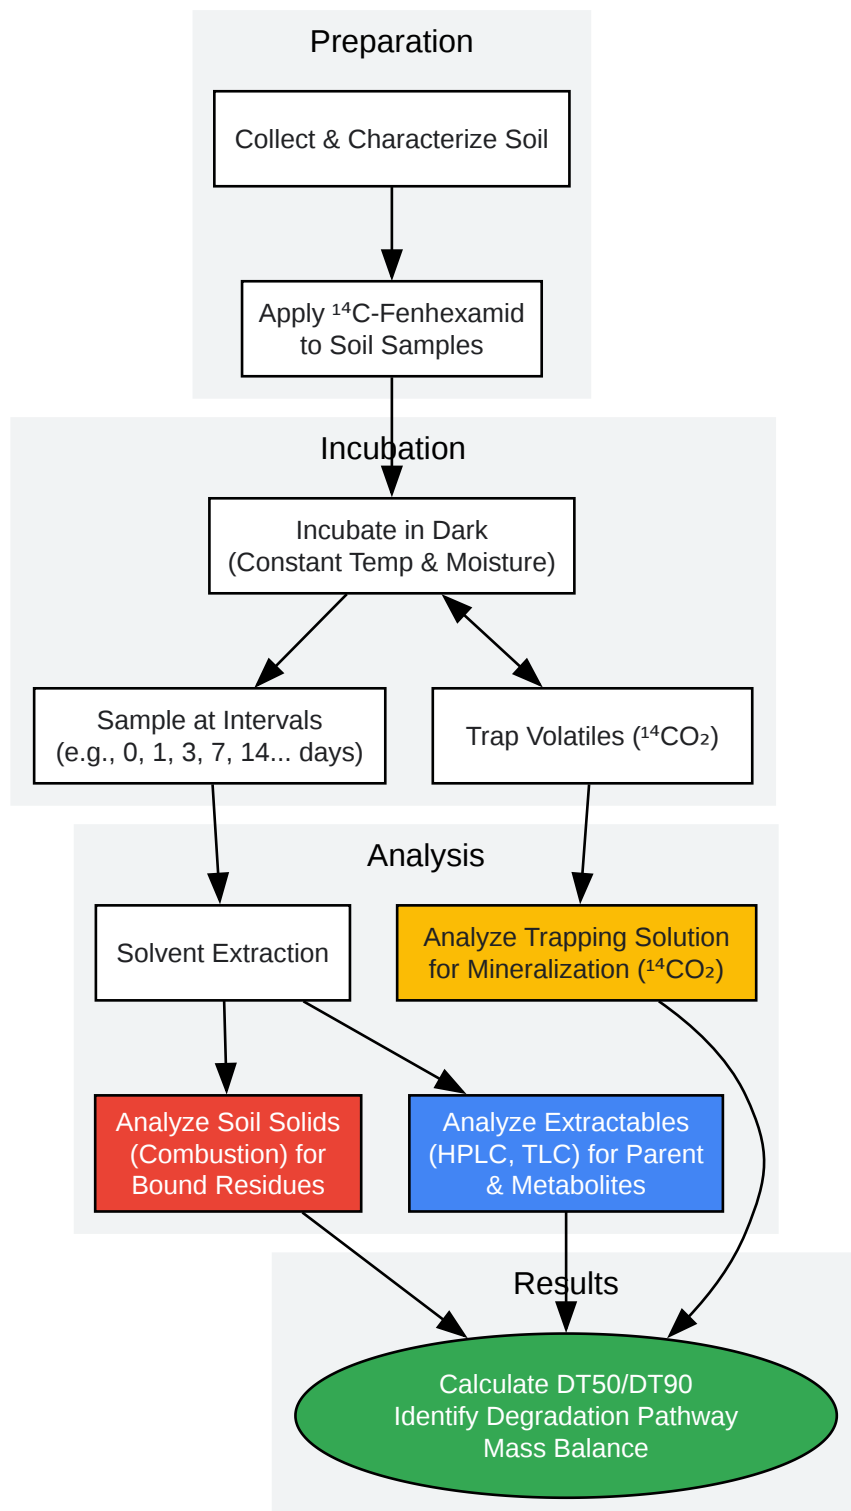 Preparation
Collect & Characterize Soil
Apply ¹⁴C-Fenhexamid
to Soil Samples
Incubation
Incubate in Dark
(Constant Temp & Moisture)
Sample at Intervals
(e.g., 0, 1, 3, 7, 14... days)
Trap Volatiles (¹⁴CO₂)
Analysis
Solvent Extraction
Analyze Trapping Solution
for Mineralization (¹⁴CO₂)
Analyze Soil Solids
(Combustion) for
Bound Residues
Analyze Extractables
(HPLC, TLC) for Parent
& Metabolites
Results
Calculate DT50/DT90
Identify Degradation Pathway
Mass Balance